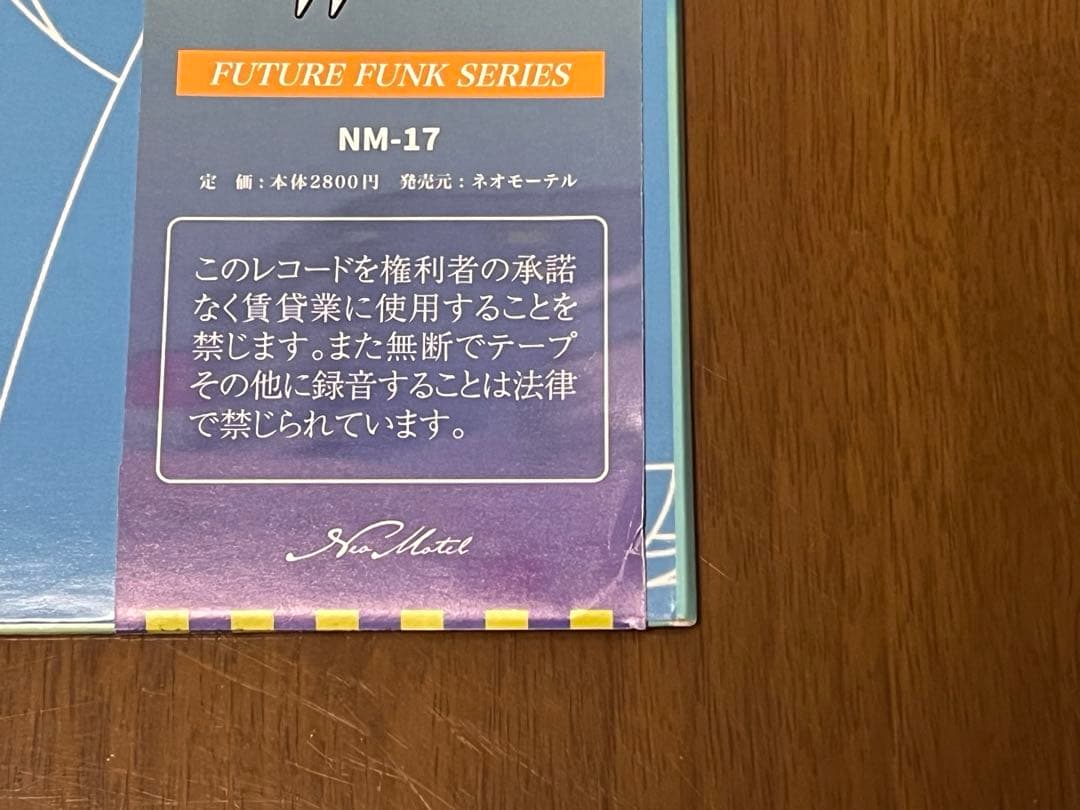 FUTURE FUNK SERIES
NM-17
定　価：本体2800円　発売元：ネオモーテル
このレコードを権利者の承諾
なく賃貸業に使用することを
禁じます。また無断でテープ
その他に録音することは法律
で禁じられています。
Neo Motel